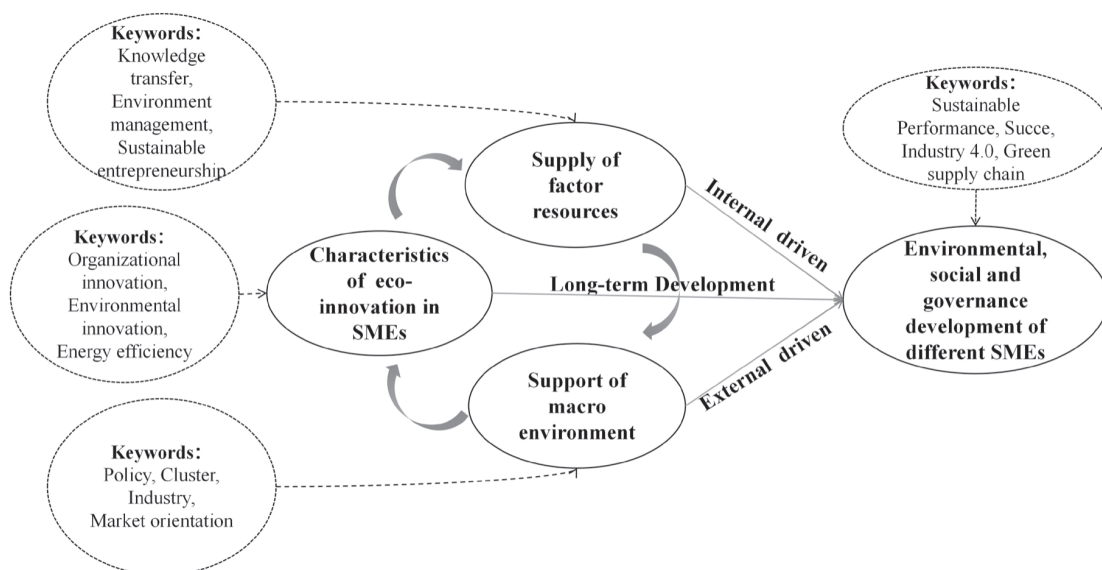 Keywords:
Knowledge
transfer,
Environment
management,
Sustainable
entrepreneurship
Keywords:
Organizational
innovation,
Environmental
innovation,
Energy efficiency
Keywords:
Policy, Cluster,
Industry,
Market orientation
Characteristics
of eco-
innovation in
SMEs
Supply of
factor
resources
Support of
macro
environment
Internal driven
Long-term Development
External driven
Keywords:
Sustainable
Performance, Succe,
Industry 4.0, Green
supply chain
Environmental,
social and
governance
development of
different SMEs